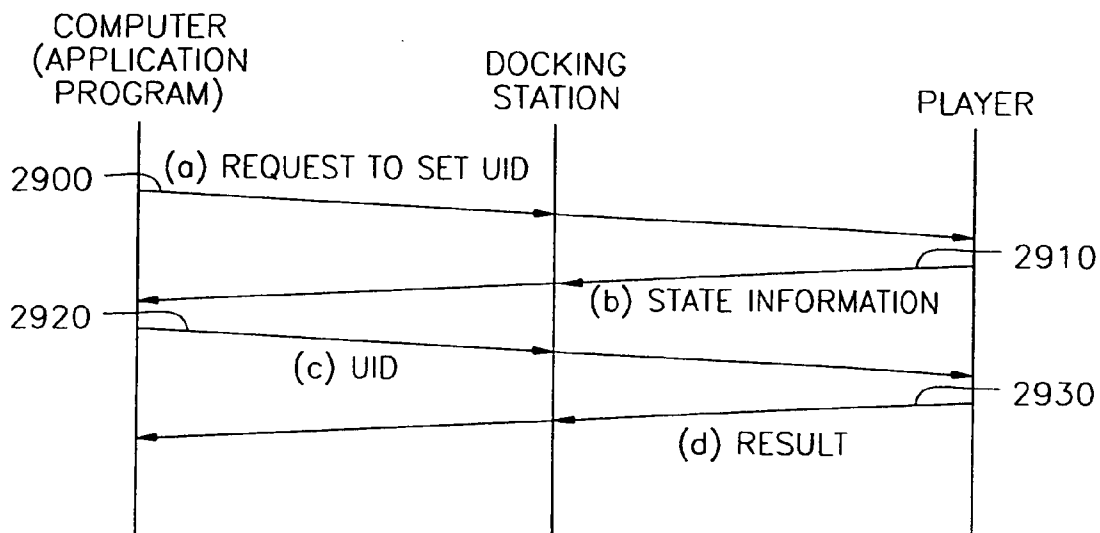 COMPUTER
(APPLICATION
PROGRAM)
DOCKING
STATION
PLAYER
2900
(a) REQUEST TO SET UID
2910
(b) STATE INFORMATION
2920
(c) UID
2930
(d) RESULT